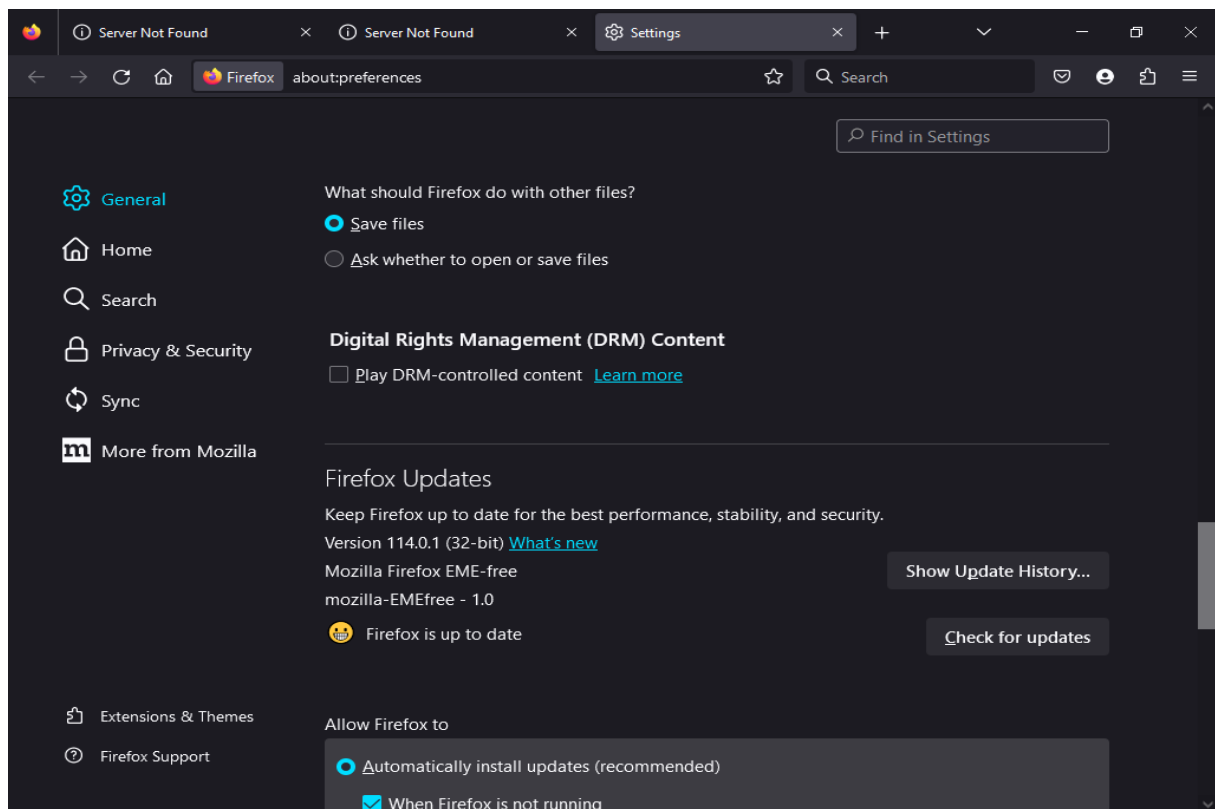 Server Not Found
Server Not Found
Settings
Firefox
about:preferences
Search
Find in Settings
General
Home
Search
Privacy & Security
Sync
More from Mozilla
Extensions & Themes
Firefox Support
What should Firefox do with other files?
Save files
Ask whether to open or save files
Digital Rights Management (DRM) Content
Play DRM-controlled content Learn more
Firefox Updates
Keep Firefox up to date for the best performance, stability, and security.
Version 114.0.1 (32-bit) What's new
Mozilla Firefox EME-free
mozilla-EMEfree - 1.0
Show Update History...
Firefox is up to date
Check for updates
Allow Firefox to
Automatically install updates (recommended)
When Firefox is not running